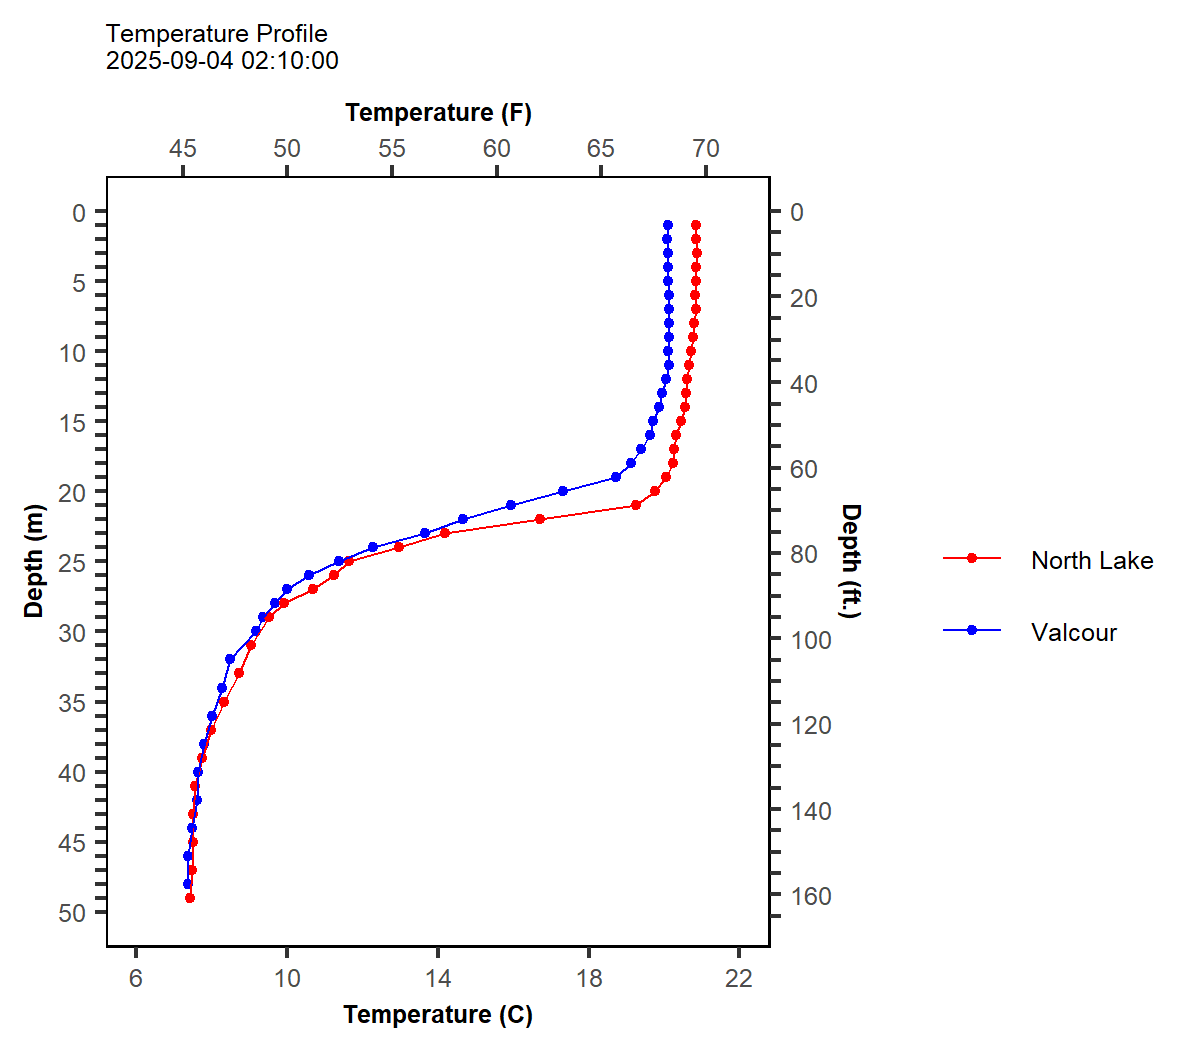 Temperature Profile
2025-09-04 02:10:00
Temperature (F)
45 50 55 60 65 70
0
5
10
15
20
25
30
35
40
45
50
Depth (m)
0
20
40
60
80
100
120
140
160
Depth (ft.)
North Lake
Valcour
6 10 14 18 22
Temperature (C)